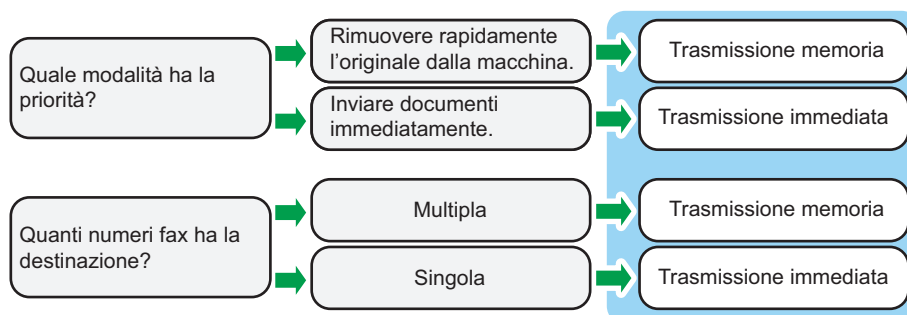 Quale modalità ha la
priorità?
Rimuovere rapidamente
l'originale dalla macchina.
Trasmissione memoria
Inviare documenti
immediatamente.
Trasmissione immediata
Quanti numeri fax ha la
destinazione?
Multipla
Trasmissione memoria
Singola
Trasmissione immediata